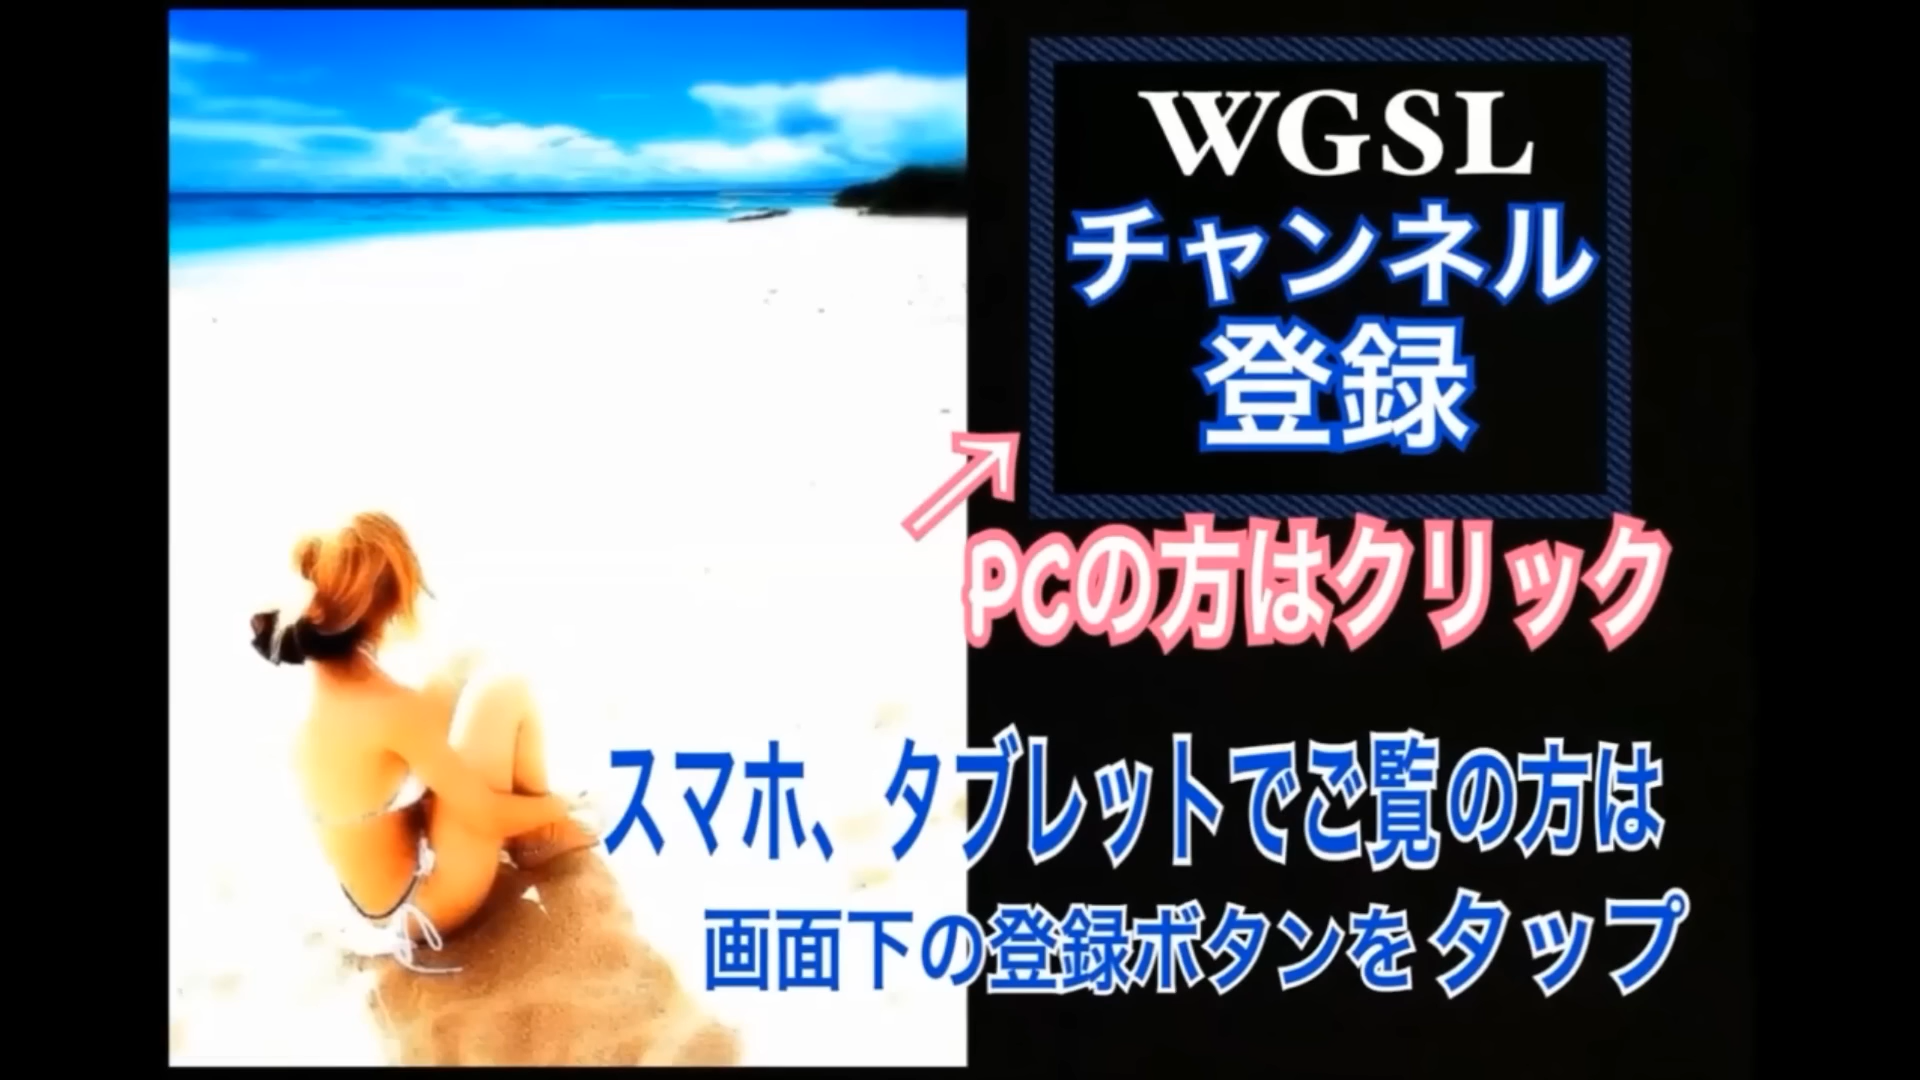 WGSL
チャンネル
登録
PCの方はクリック
スマホ、タブレットでご覧の方は
画面下の登録ボタンをタップ